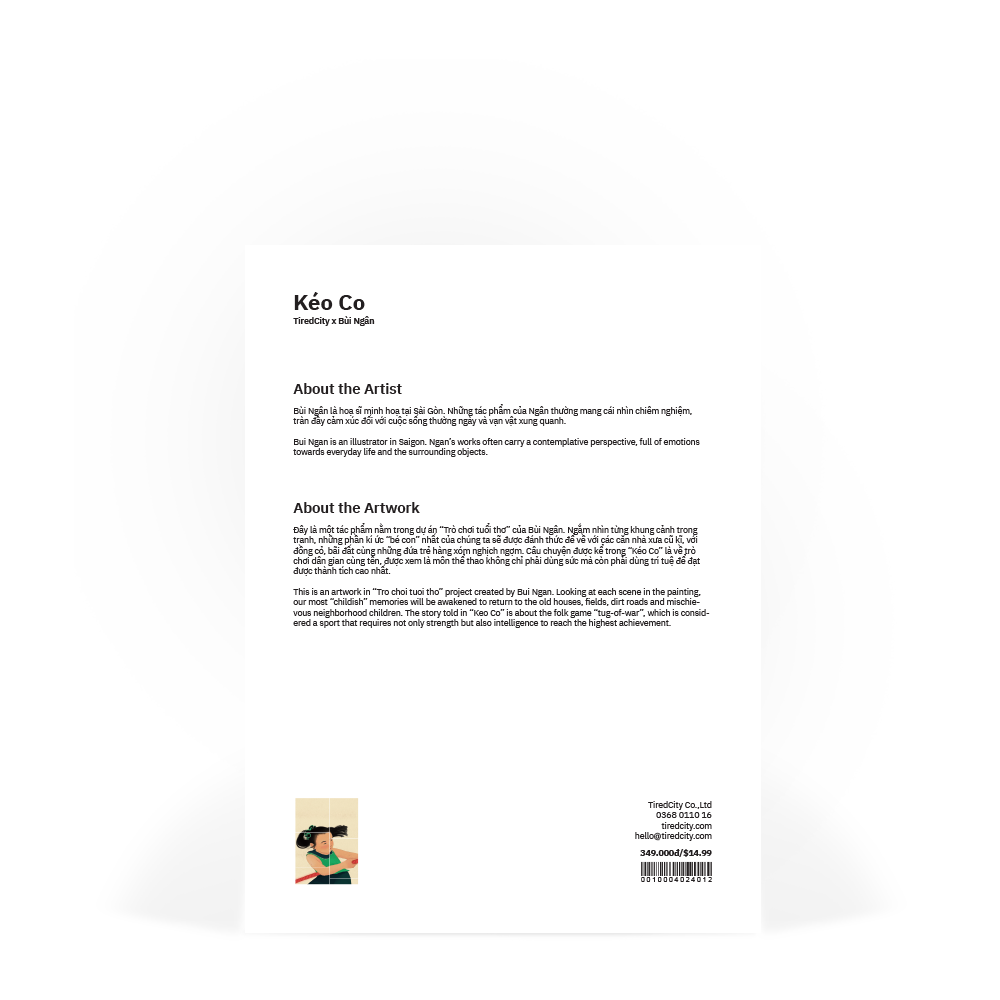 Kéo Co
TiredCity x Bùi Ngân
About the Artist
Bùi Ngân là hoạ sĩ minh hoạ tại Sài Gòn. Những tác phẩm của Ngân thường mang cái nhìn chiêm nghiệm,
tràn đầy cảm xúc đối với cuộc sống thường ngày và vạn vật xung quanh.
Bui Ngan is an illustrator in Saigon. Ngan's works often carry a contemplative perspective, full of emotions
towards everyday life and the surrounding objects.
About the Artwork
Đây là một tác phẩm nằm trong dự án “Trò chơi tuổi thơ” của Bùi Ngân. Ngắm nhìn từng khung cảnh trong
tranh, những phần kí ức “bé con” nhất của chúng ta sẽ được đánh thức để về với các căn nhà xưa cũ kĩ, với
đồng cỏ, bãi đất cùng những đứa trẻ hàng xóm nghịch ngợm. Câu chuyện được kể trong “Kéo Co” là về trò
chơi dân gian cùng tên, được xem là môn thể thao không chỉ phải dùng sức mà còn phải dùng trí tuệ để đạt
được thành tích cao nhất.
This is an artwork in “Tro choi tuoi tho” project created by Bui Ngan. Looking at each scene in the painting,
our most “childish” memories will be awakened to return to the old houses, fields, dirt roads and mischie-
vous neighborhood children. The story told in “Keo Co” is about the folk game “tug-of-war”, which is consid-
ered a sport that requires not only strength but also intelligence to reach the highest achievement.
TiredCity Co.,Ltd
0368 0110 16
tiredcity.com
hello@tiredcity.com
349.000đ/$14.99
0010004024012